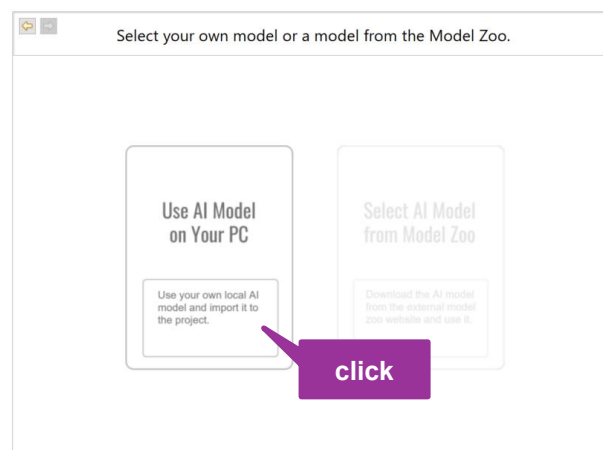 Select your own model or a model from the Model Zoo.
Use AI Model
on Your PC
Use your own local AI
model and import it to
the project.
Select AI Model
from Model Zoo
Download the AI model
from the external model
zoo website and use it.
click